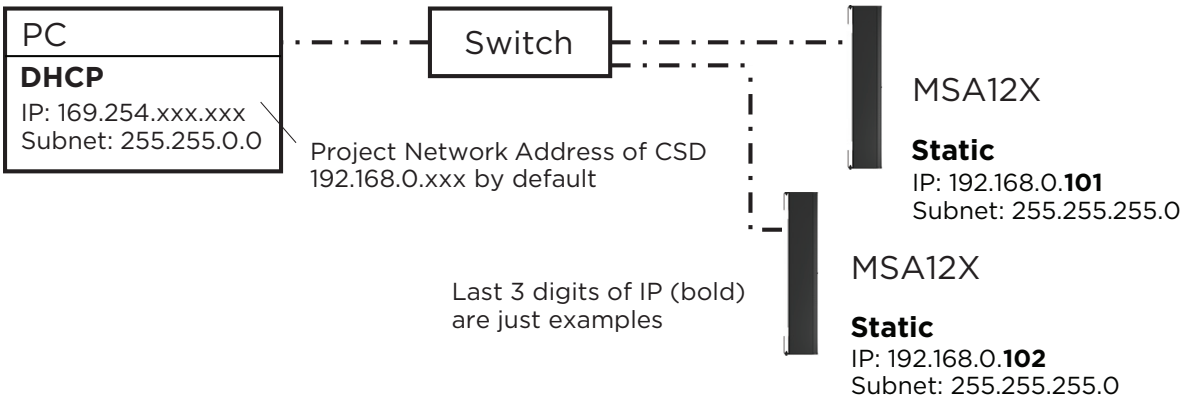 PC
DHCP
IP: 169.254.xxx.xxx
Subnet: 255.255.0.0
Switch
Project Network Address of CSD
192.168.0.xxx by default
MSA12X
Static
IP: 192.168.0.101
Subnet: 255.255.255.0
Last 3 digits of IP (bold)
are just examples
MSA12X
Static
IP: 192.168.0.102
Subnet: 255.255.255.0